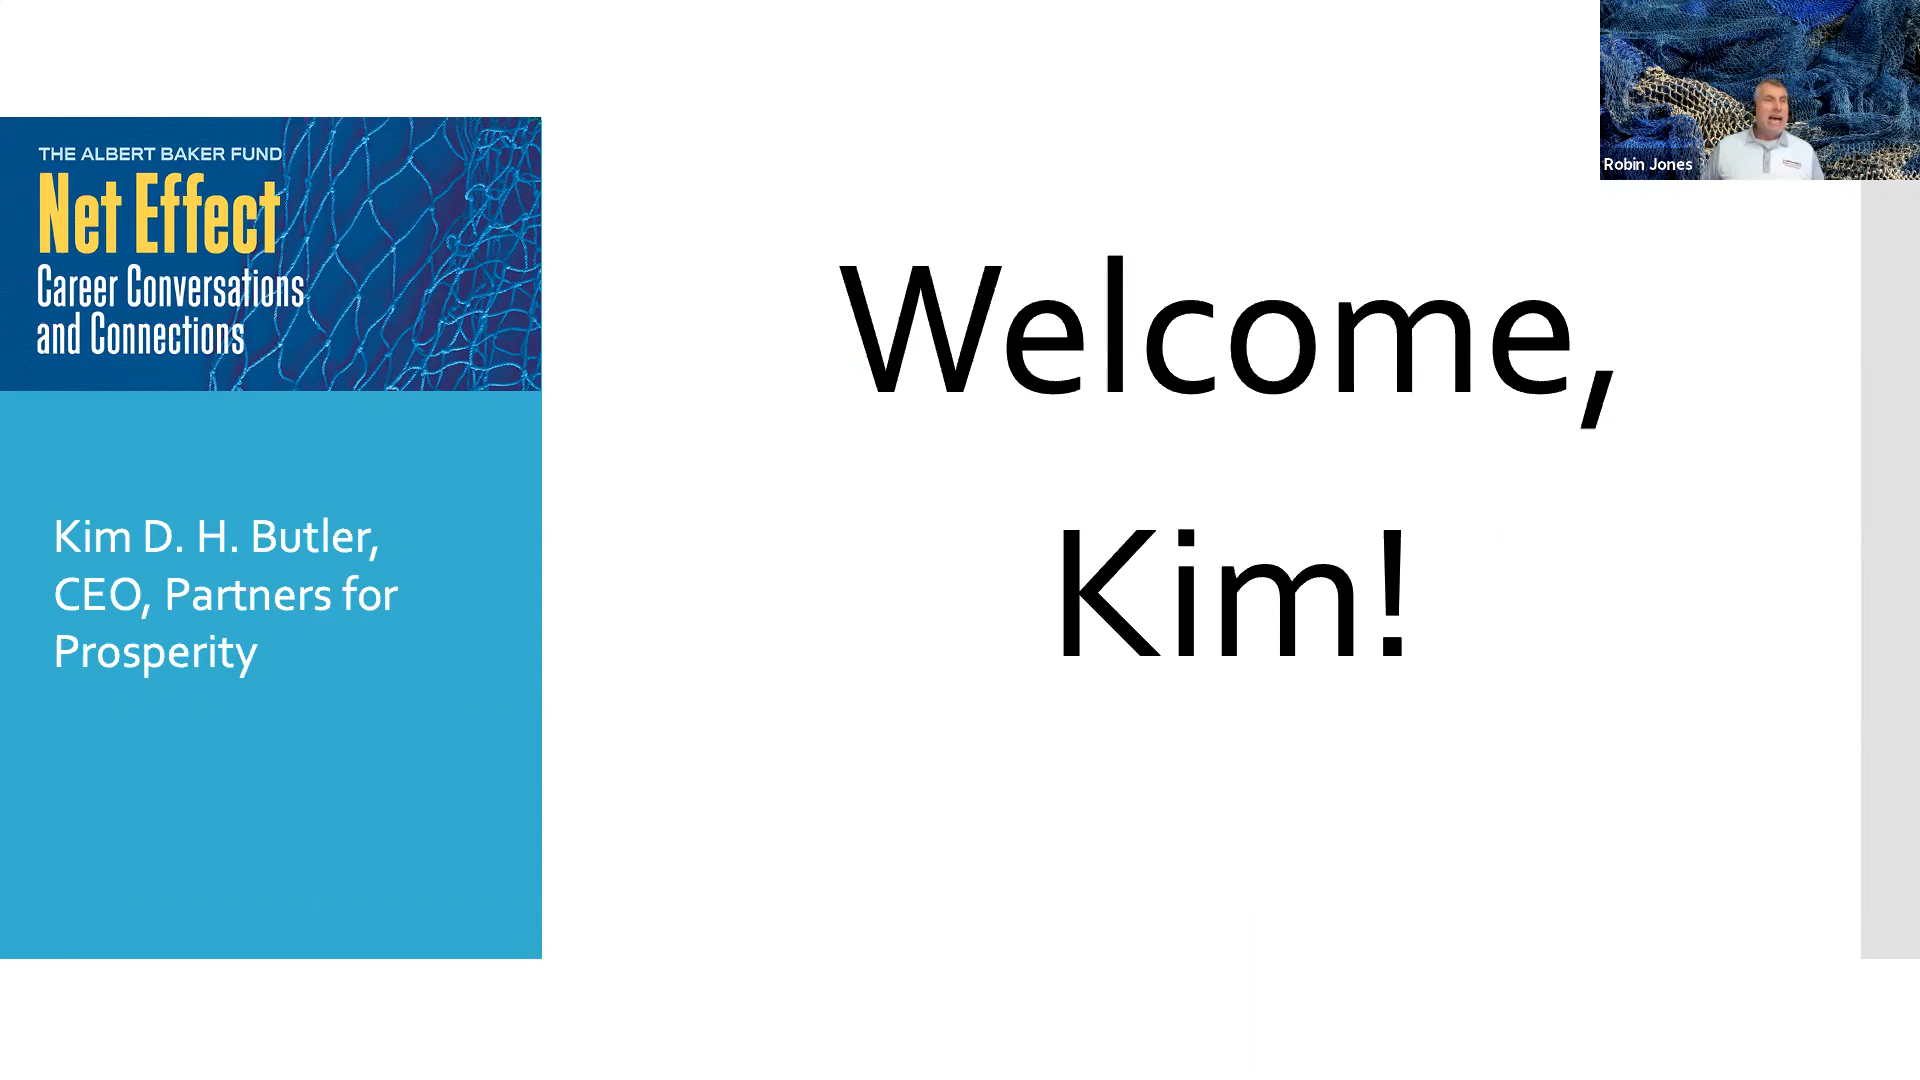 THE ALBERT BAKER FUND
Net Effect
Career Conversations
and Connections
Kim D. H. Butler,
CEO, Partners for
Prosperity
Welcome,
Kim!
Robin Jones